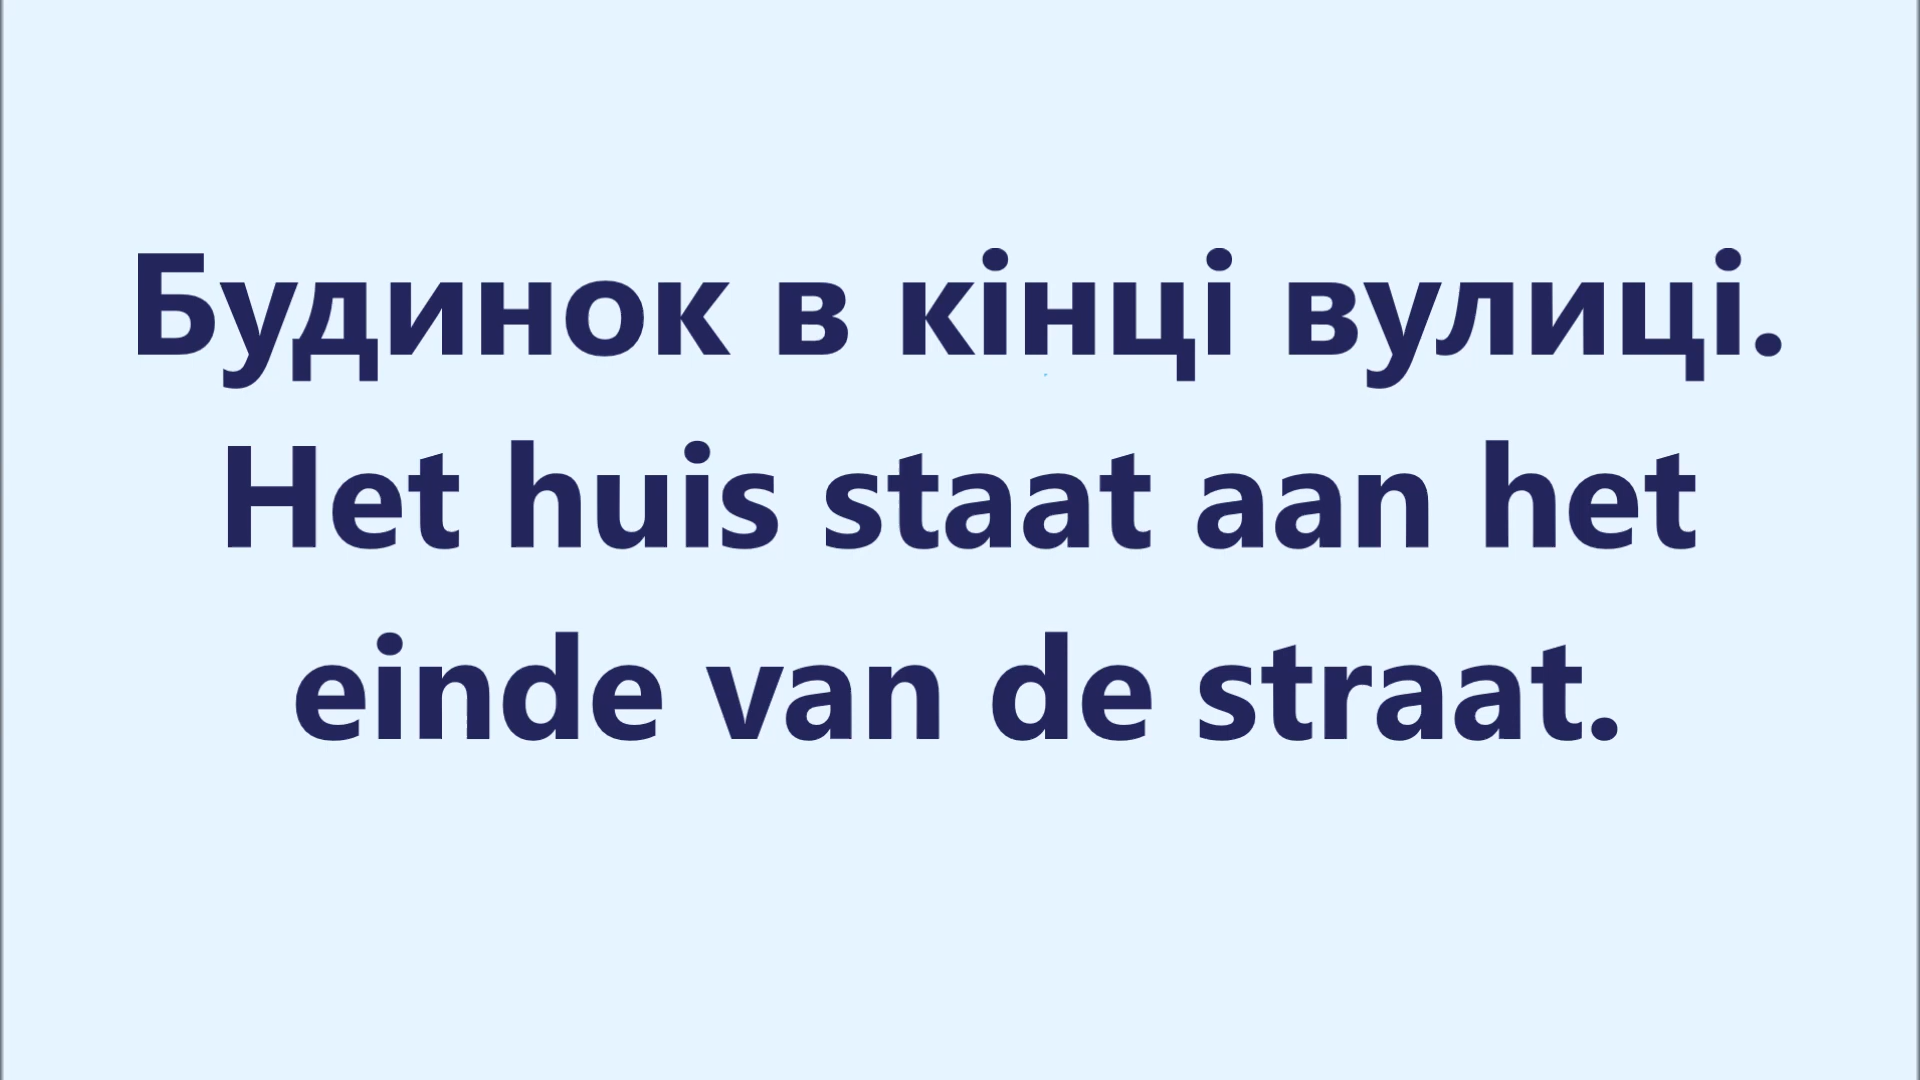 Будинок в кінці вулиці.
Het huis staat aan het
einde van de straat.